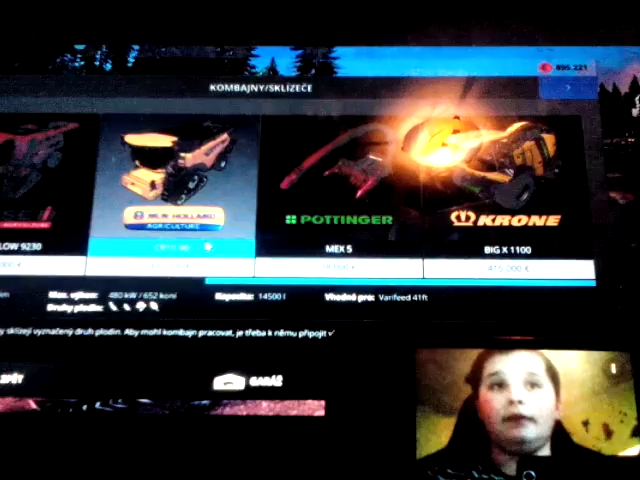 895.221
KOMBAJNY/SKLÍZEČE
NEW HOLLAND
AGRICULTURE
PÖTTINGER
KRONE
LOW 9230
MEX 5
BIG X 1100
415.000 €
Max. výkon: 480 kW / 652 koní
Kapacita: 14500 l
Vhodné pro: Varifeed 41ft
Druhy plodin:
y sklízejí vyznačený druh plodin. Aby mohl kombajn pracovat, je třeba k němu připojit
ZPĚT
GARÁŽ